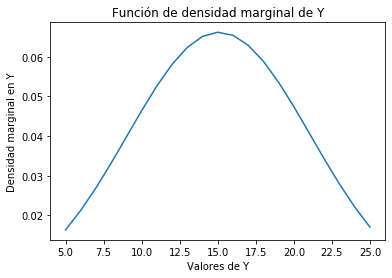 Función de densidad marginal de Y
Densidad marginal en Y
0.06
0.05
0.04
0.03
0.02
5.0 7.5 10.0 12.5 15.0 17.5 20.0 22.5 25.0
Valores de Y